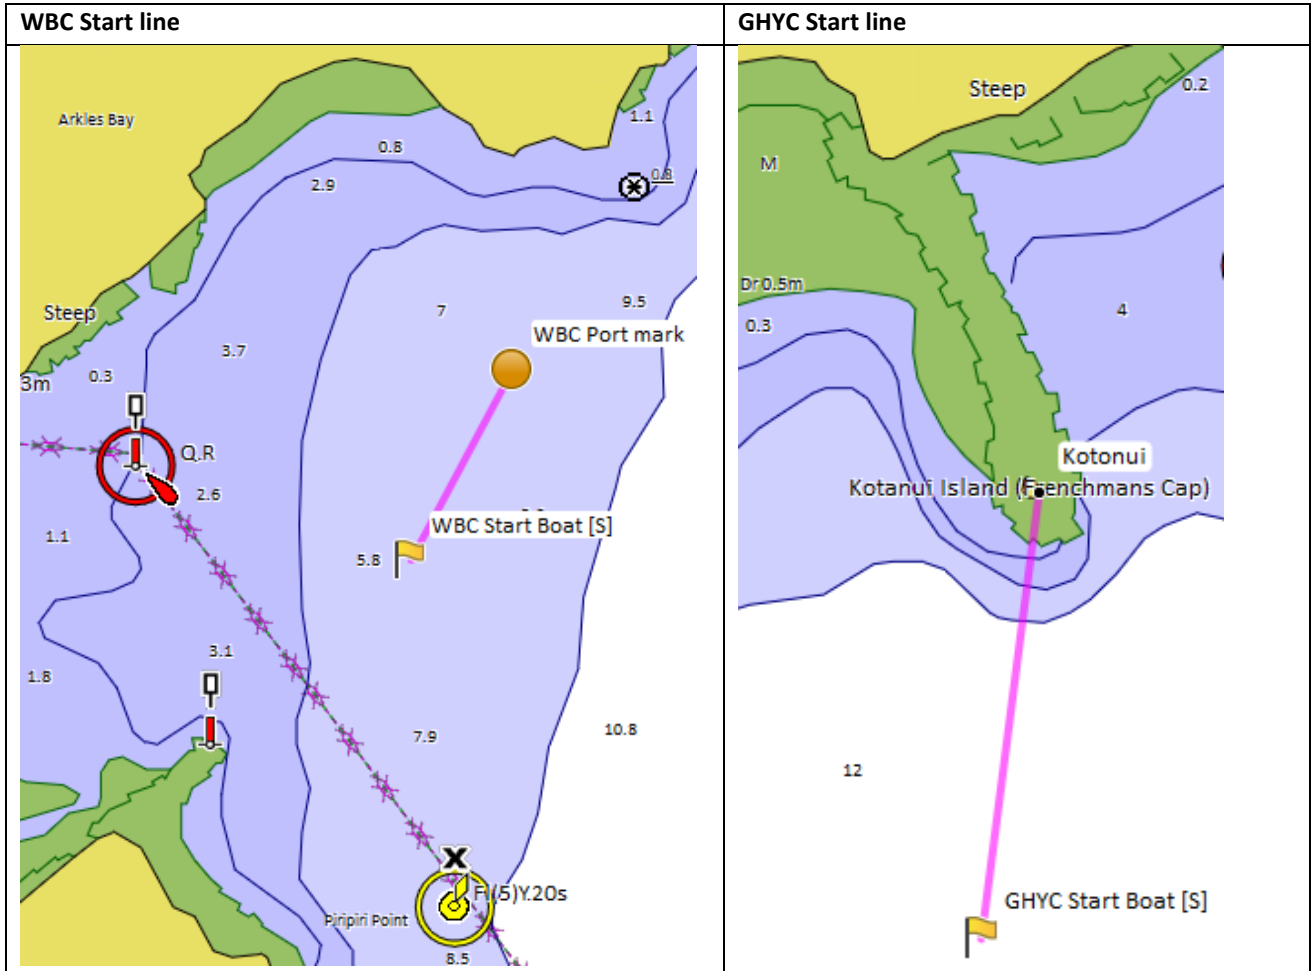 WBC Start line
GHYC Start line
Arkles Bay
1.1
0.8
0.8
2.9
Steep
7
9.5
WBC Port mark
3.7
0.3
3m
Q.R
2.6
1.1
WBC Start Boat [S]
5.8
3.1
1.8
7.9
10.8
Fl(5)Y.20s
Piripiri Point
8.5
Steep
0.2
M
Dr0.5m
0.3
4
Kotonui
Kotanui Island (Frenchmans Cap)
12
GHYC Start Boat [S]